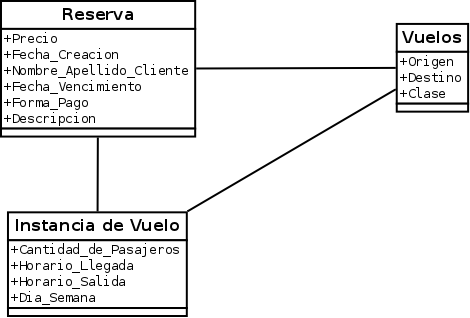 Reserva
+Precio
+Fecha_Creacion
+Nombre_Apellido_Cliente
+Fecha_Vencimiento
+Forma_Pago
+Descripcion
Vuelos
+Origen
+Destino
+Clase
Instancia de Vuelo
+Cantidad_de_Pasajeros
+Horario_Llegada
+Horario_Salida
+Dia_Semana